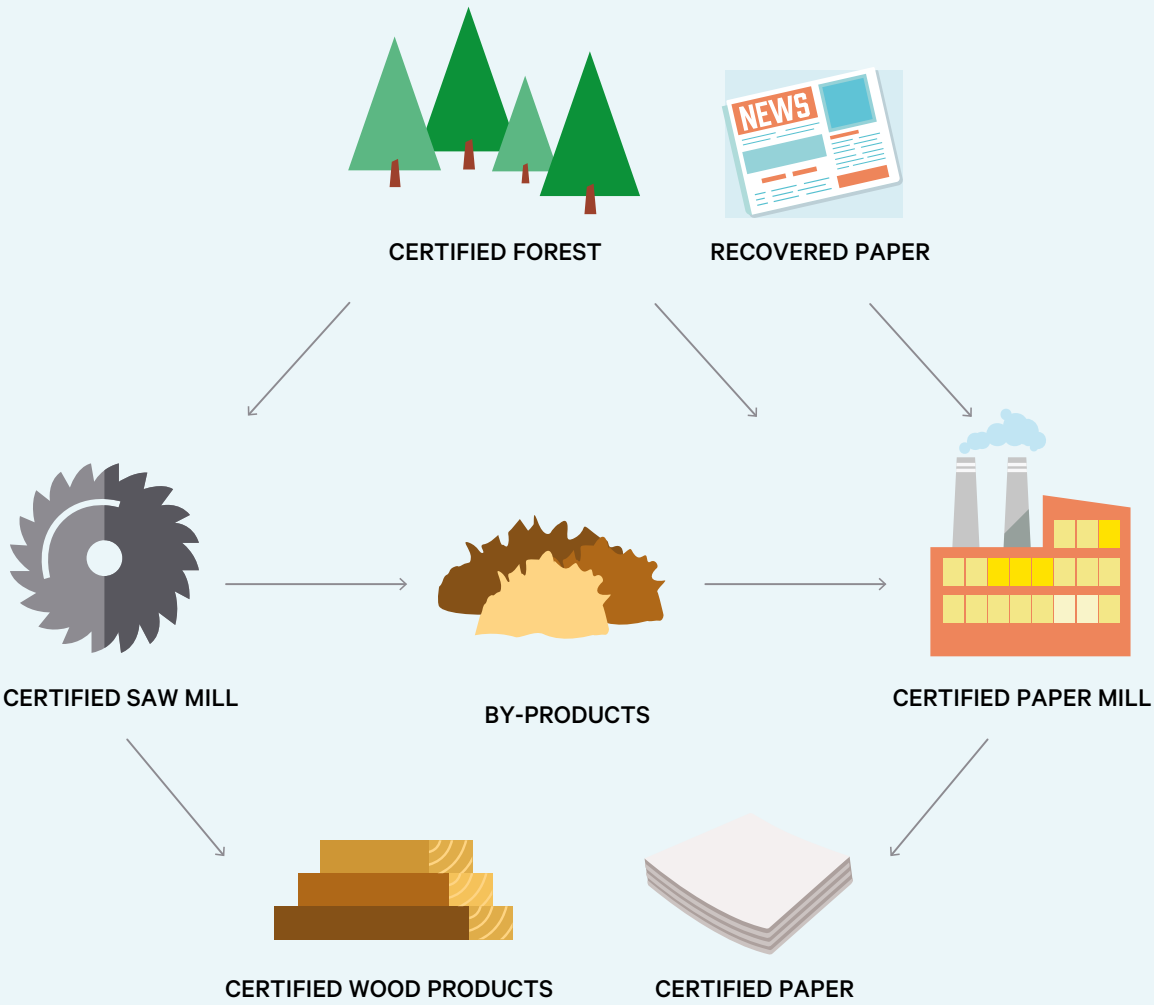 NEWS
CERTIFIED FOREST
RECOVERED PAPER
CERTIFIED SAW MILL
BY-PRODUCTS
CERTIFIED PAPER MILL
CERTIFIED WOOD PRODUCTS
CERTIFIED PAPER